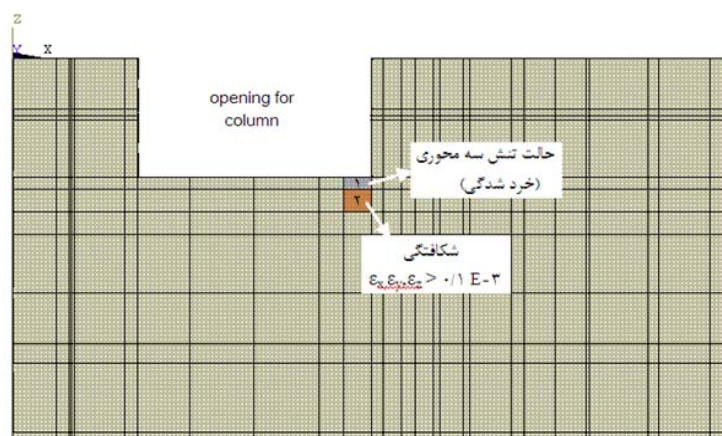 Z
Y X
opening for
column
حالت تنش سه محوری
(خرد شدگی)
۱
۲
شکافتگی
εx,εy,εz > ۰/۱ E-۳